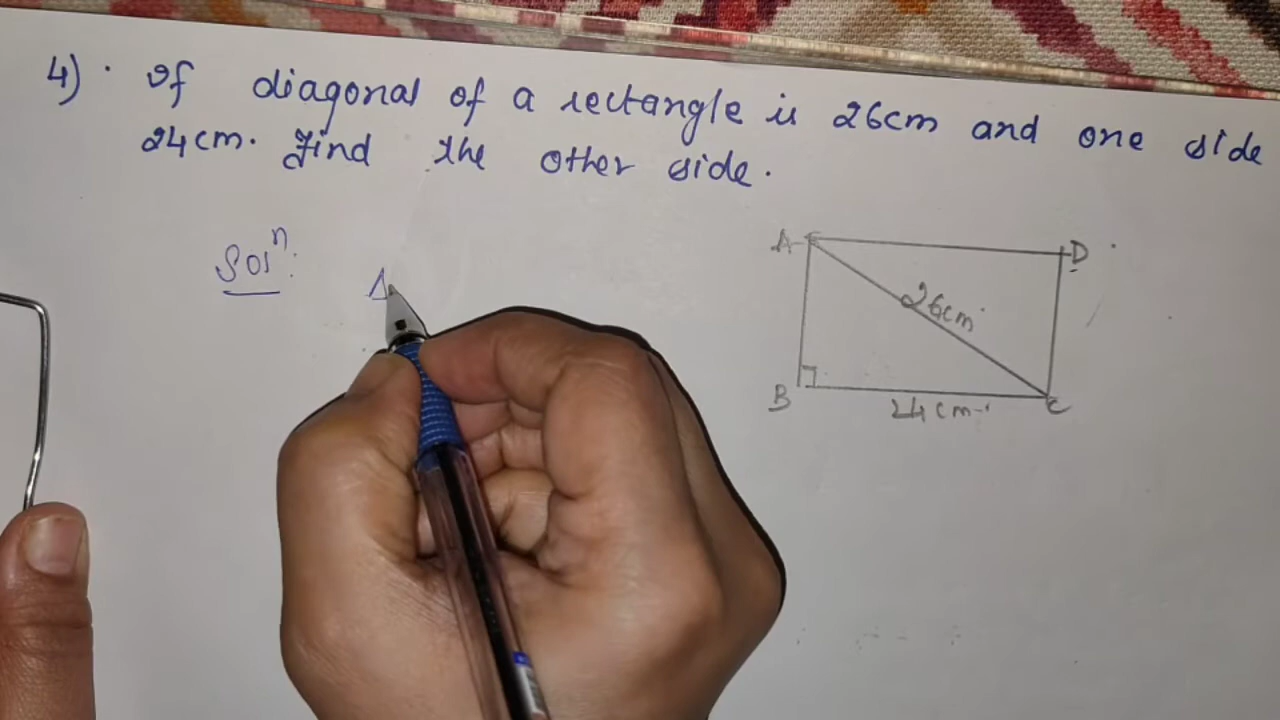 4). If diagonal of a rectangle is 26cm and one side
24cm. Find the other side.
Solⁿ:
A
A
D
26cm
B
24cm
C